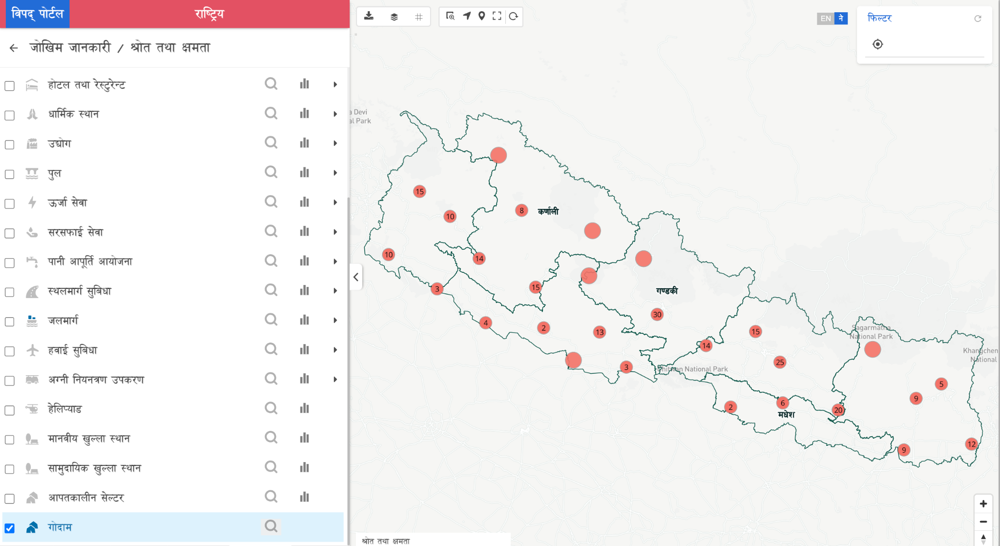 विपद् पोर्टल
राष्ट्रिय
जोखिम जानकारी / श्रोत तथा क्षमता
होटल तथा रेस्टुरेन्ट
धार्मिक स्थान
उद्योग
पुल
ऊर्जा सेवा
सरसफाई सेवा
पानी आपूर्ति आयोजना
स्थलमार्ग सुबिधा
जलमार्ग
हवाई सुबिधा
अग्नी नियनत्रण उपकरण
हेलिप्याड
मानवीय खुल्ला स्थान
सामुदायिक खुल्ला स्थान
आपतकालीन सेल्टर
गोदाम
EN ने
फिल्टर
a Devi
al Park
15
10
8
कर्णाली
10
14
3
15
गण्डकी
30
4
2
13
15
Sagarmatha
National Park
14
Khangchen
National
3
Chitwan National Park
25
5
9
2
6
20
मधेश
12
9
श्रोत तथा क्षमता